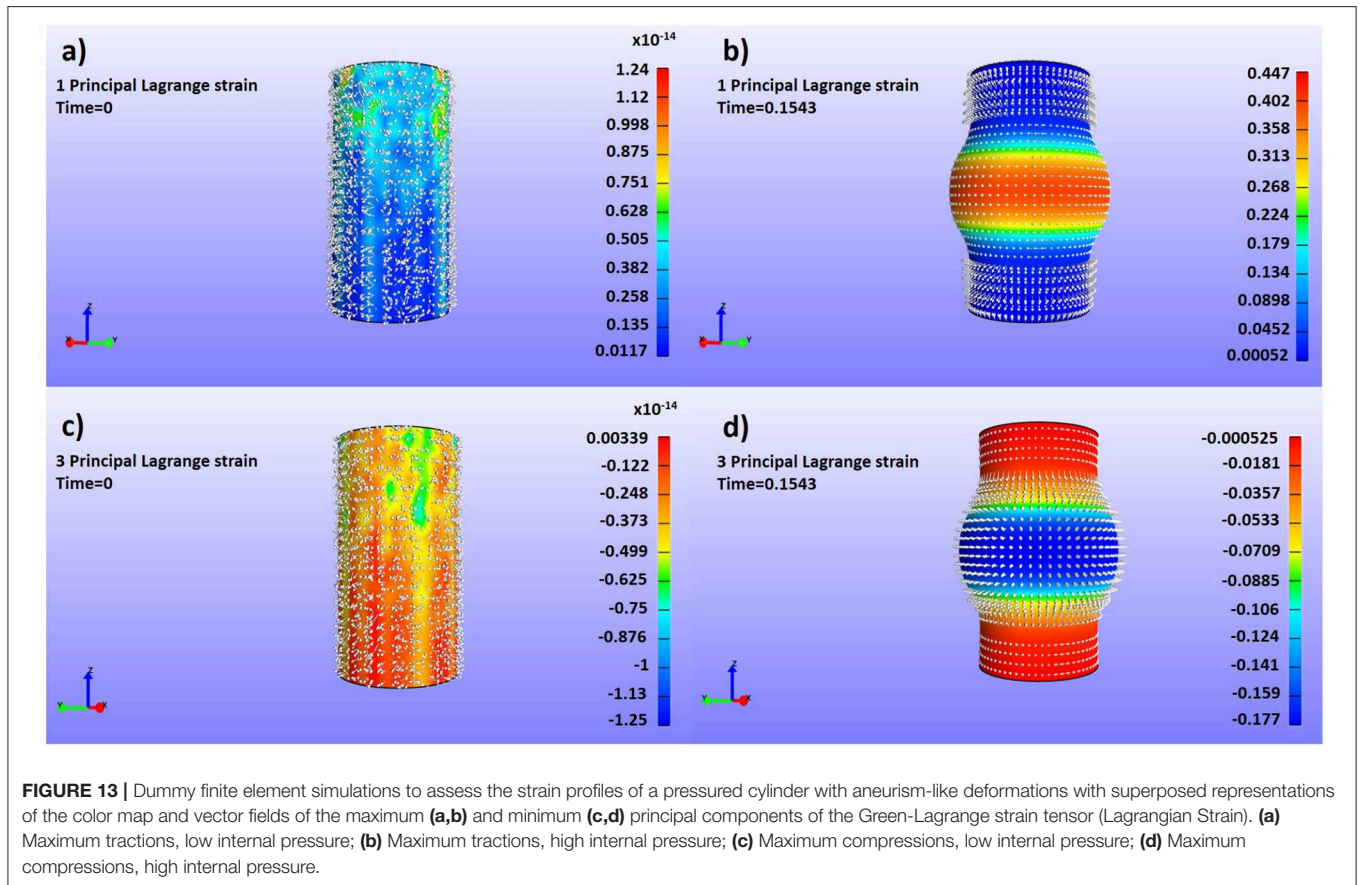 a)
1 Principal Lagrange strain
Time=0
x10-14
1.24
1.12
0.998
0.875
0.751
0.628
0.505
0.382
0.258
0.135
0.0117
Z
X
Y
b)
1 Principal Lagrange strain
Time=0.1543
0.447
0.402
0.358
0.313
0.268
0.224
0.179
0.134
0.0898
0.0452
0.00052
Z
X
Y
c)
3 Principal Lagrange strain
Time=0
x10-14
0.00339
-0.122
-0.248
-0.373
-0.499
-0.625
-0.75
-0.876
-1
-1.13
-1.25
Z
Y
X
d)
3 Principal Lagrange strain
Time=0.1543
-0.000525
-0.0181
-0.0357
-0.0533
-0.0709
-0.0885
-0.106
-0.124
-0.141
-0.159
-0.177
Z
Y
X
FIGURE 13 | Dummy finite element simulations to assess the strain profiles of a pressured cylinder with aneurism-like deformations with superposed representations
of the color map and vector fields of the maximum (a,b) and minimum (c,d) principal components of the Green-Lagrange strain tensor (Lagrangian Strain). (a)
Maximum tractions, low internal pressure; (b) Maximum tractions, high internal pressure; (c) Maximum compressions, low internal pressure; (d) Maximum
compressions, high internal pressure.